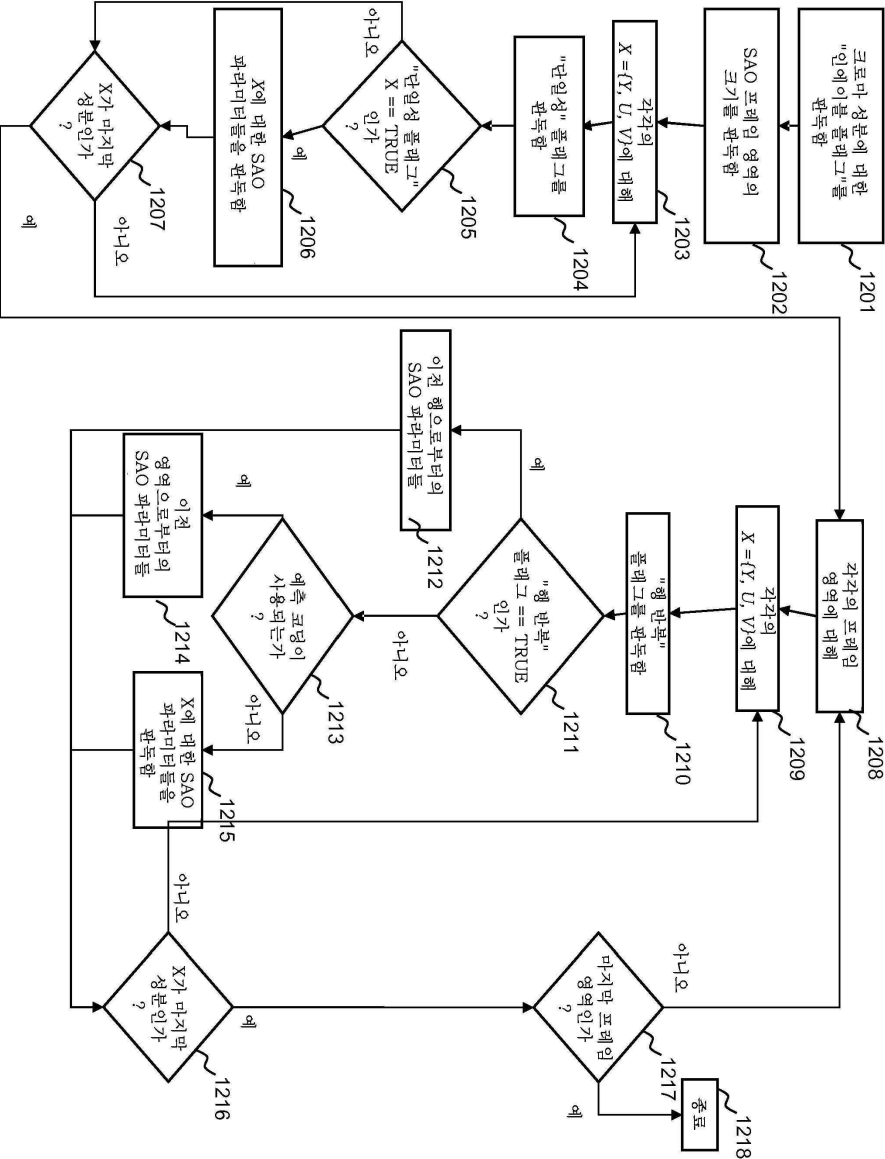 크로마 성분에 대한
"인에이블 플래그"를
판독함
1201
SAO 프레임 영역의
크기를 판독함
1202
각각의
X ={Y, U, V}에 대해
1203
"단일성" 플래그를
판독함
1204
"단일성 플래그"
X == TRUE
인가
?
1205
아니오
예
X에 대한 SAO
파라미터들을 판독함
1206
X가 마지막
성분인가
?
1207
아니오
예
각각의 프레임
영역에 대해
1208
각각의
X ={Y, U, V}에 대해
1209
"행 반복"
플래그를 판독함
1210
"행 반복"
플래그 == TRUE
인가
?
1211
예
아니오
이전 행으로부터의
SAO 파라미터들
1212
예측 코딩이
사용되는가
?
1213
예
아니오
이전
영역으로부터의
SAO 파라미터들
1214
X에 대한 SAO
파라미터들을
판독함
1215
X가 마지막
성분인가
?
1216
아니오
예
마지막 프레임
영역인가
?
1217
아니오
예
종료
1218